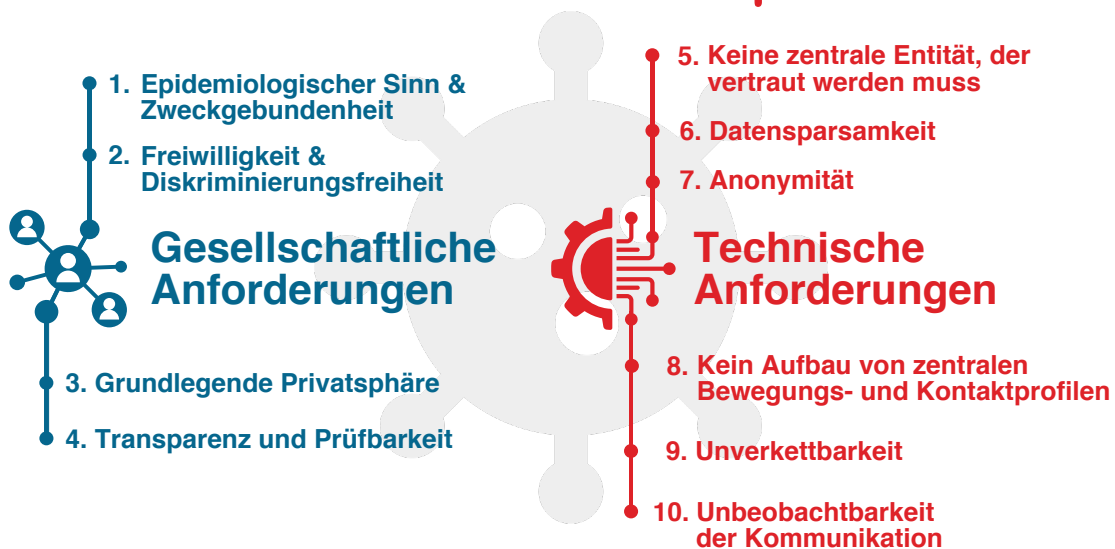 1. Epidemiologischer Sinn &
Zweckgebundenheit
2. Freiwilligkeit &
Diskriminierungsfreiheit
Gesellschaftliche
Anforderungen
3. Grundlegende Privatsphäre
4. Transparenz und Prüfbarkeit
5. Keine zentrale Entität, der
vertraut werden muss
6. Datensparsamkeit
7. Anonymität
Technische
Anforderungen
8. Kein Aufbau von zentralen
Bewegungs- und Kontaktprofilen
9. Unverkettbarkeit
10. Unbeobachtbarkeit
der Kommunikation